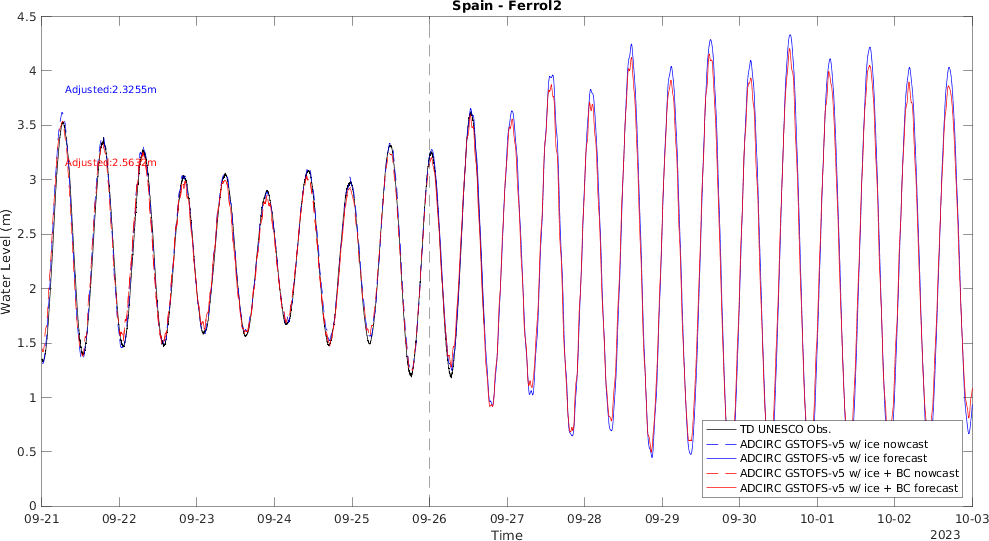 Spain - Ferrol2
4.5
4
3.5
3
2.5
2
1.5
1
0.5
0
Water Level (m)
Adjusted:2.3255m
Adjusted:2.5632m
TD UNESCO Obs.
ADCIRC GSTOFS-v5 w/ ice nowcast
ADCIRC GSTOFS-v5 w/ ice forecast
ADCIRC GSTOFS-v5 w/ ice + BC nowcast
ADCIRC GSTOFS-v5 w/ ice + BC forecast
09-21 09-22 09-23 09-24 09-25 09-26 09-27 09-28 09-29 09-30 10-01 10-02 10-03
Time
2023